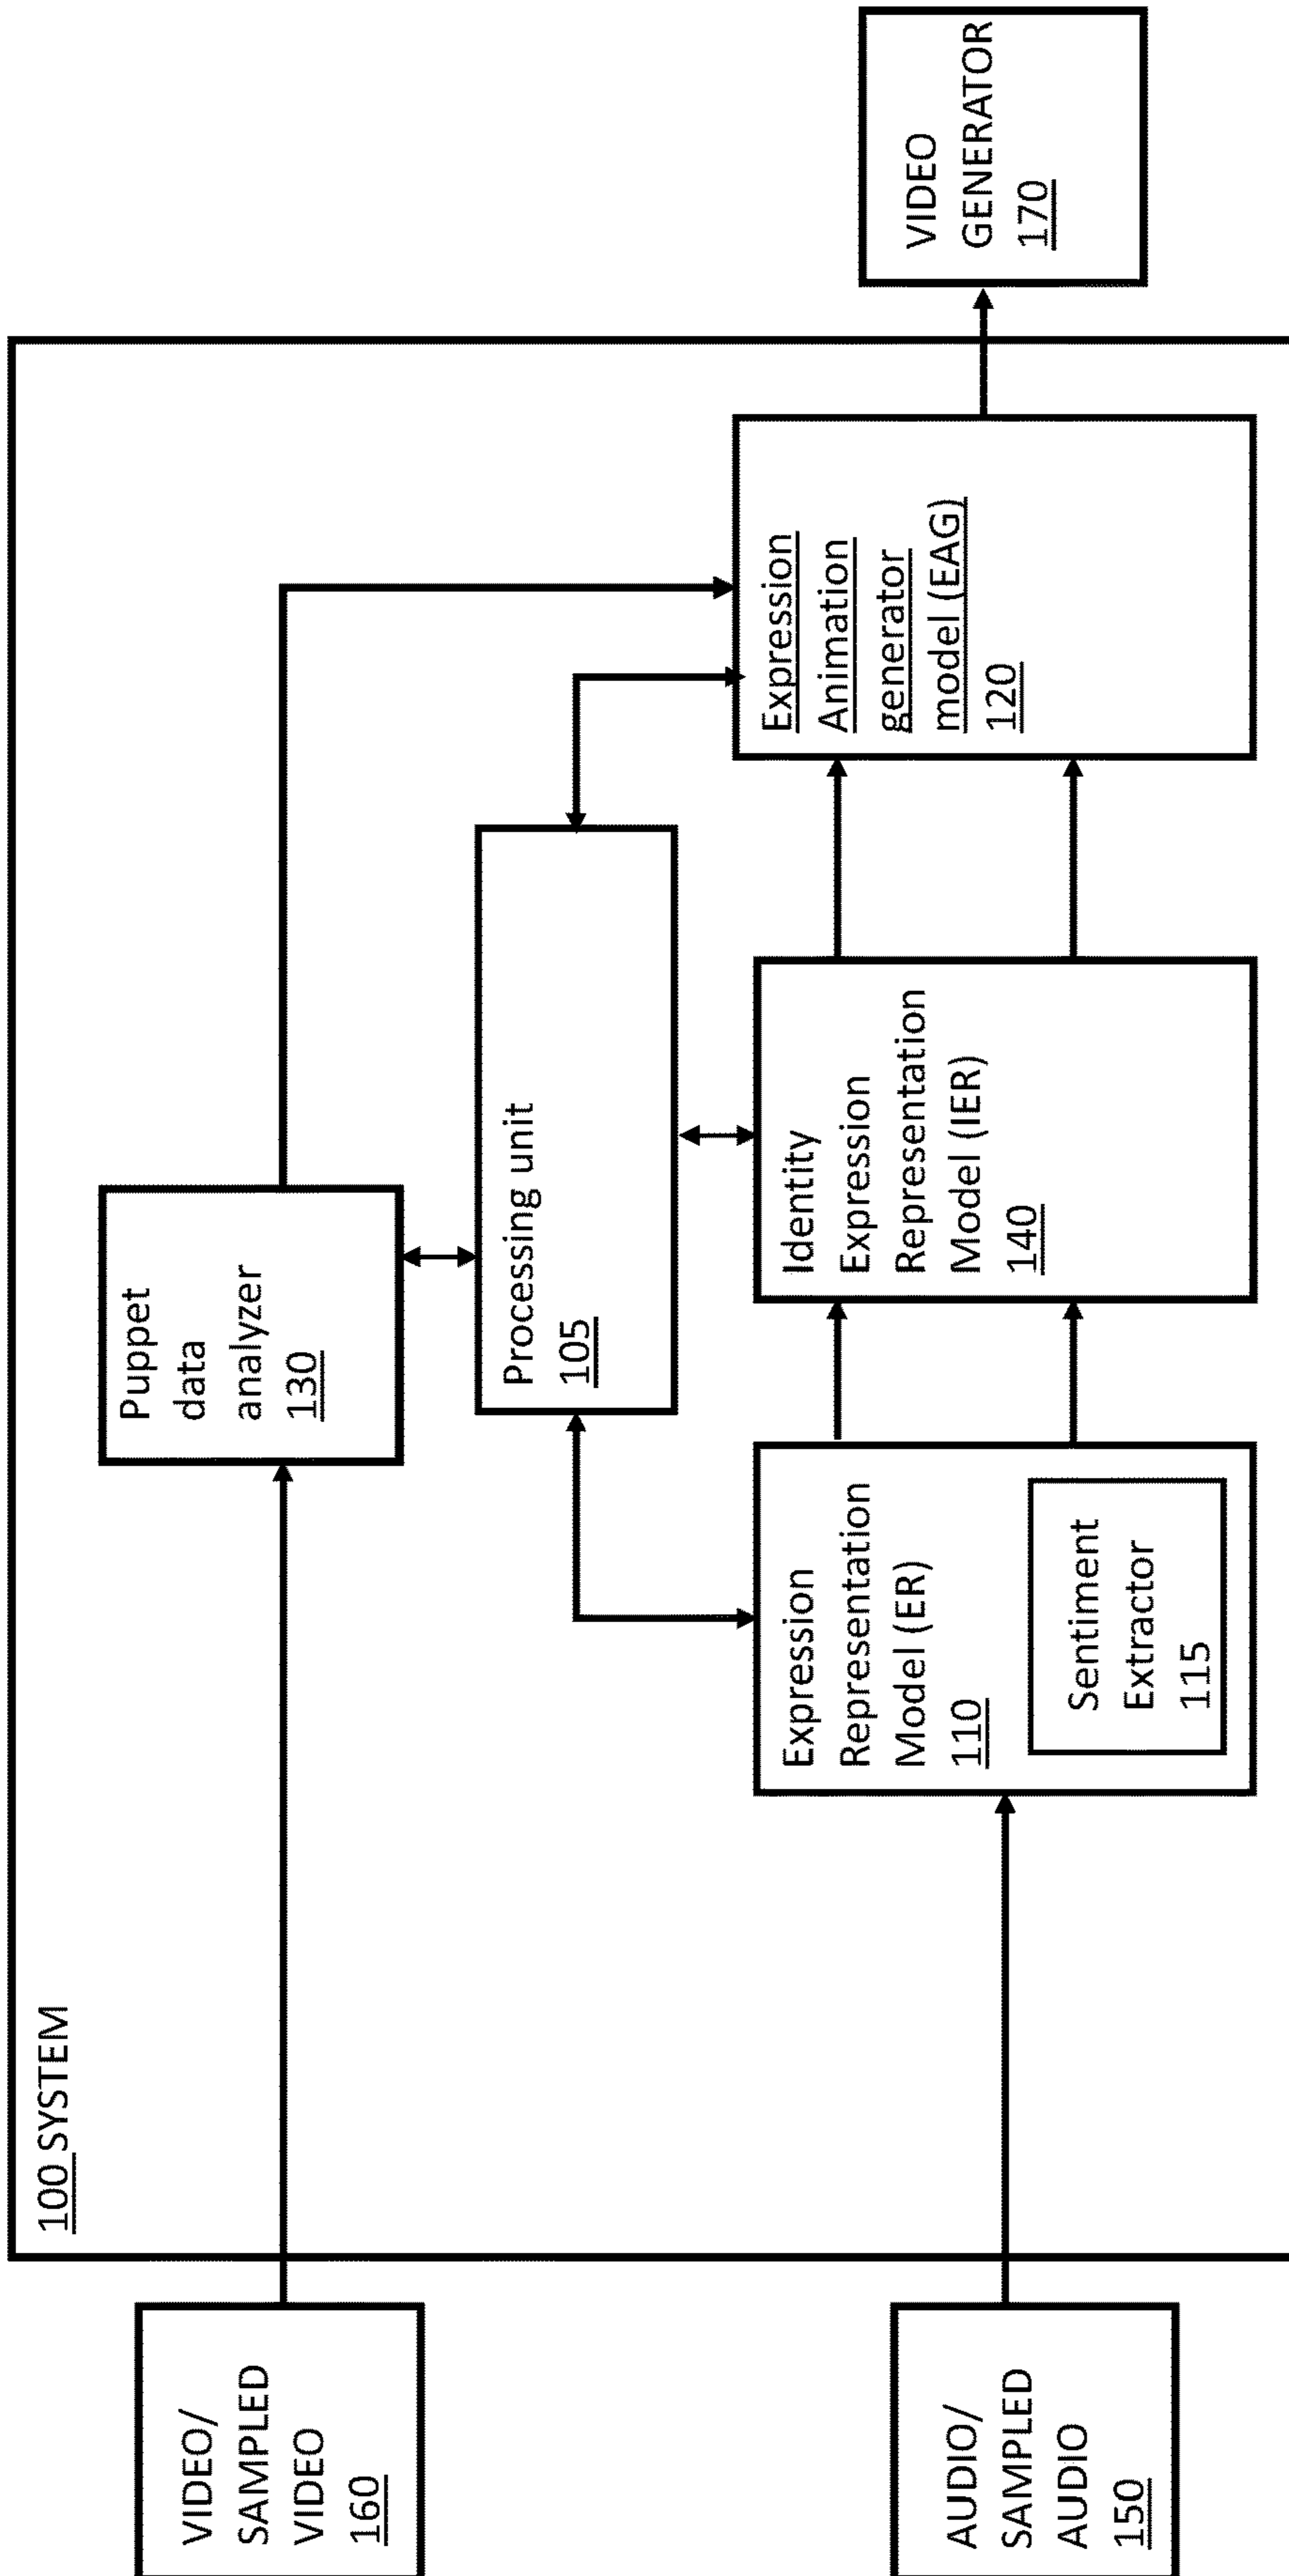 100 SYSTEM
VIDEO/
SAMPLED
VIDEO
160
Puppet
data
analyzer
130
Processing unit
105
AUDIO/
SAMPLED
AUDIO
150
Expression
Representation
Model (ER)
110
Sentiment
Extractor
115
Identity
Expression
Representation
Model (IER)
140
Expression
Animation
generator
model (EAG)
120
VIDEO
GENERATOR
170